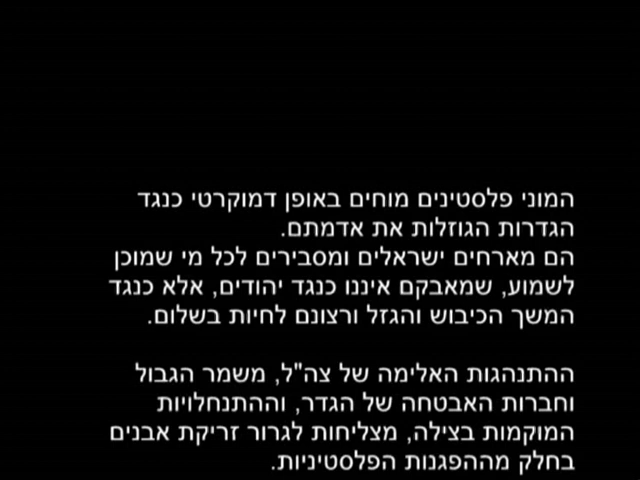 המוני פלסטינים מוחים באופן דמוקרטי כנגד
הגדרות הגוזלות את אדמתם.
הם מארחים ישראלים ומסבירים לכל מי שמוכן
לשמוע, שמאבקם איננו כנגד יהודים, אלא כנגד
המשך הכיבוש והגזל ורצונם לחיות בשלום.
ההתנהגות האלימה של צה"ל, משמר הגבול
וחברות האבטחה של הגדר, וההתנחלויות
המוקמות בצילה, מצליחות לגרור זריקת אבנים
בחלק מההפגנות הפלסטיניות.